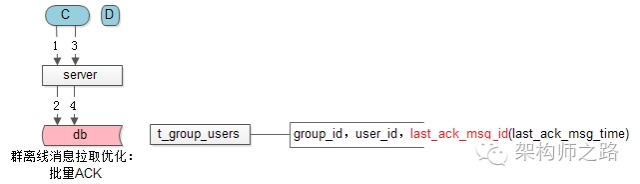 C
D
1
3
server
2
4
db
t_group_users
group_id，user_id，last_ack_msg_id(last_ack_msg_time)
群离线消息拉取优化：
批量ACK
架构师之路